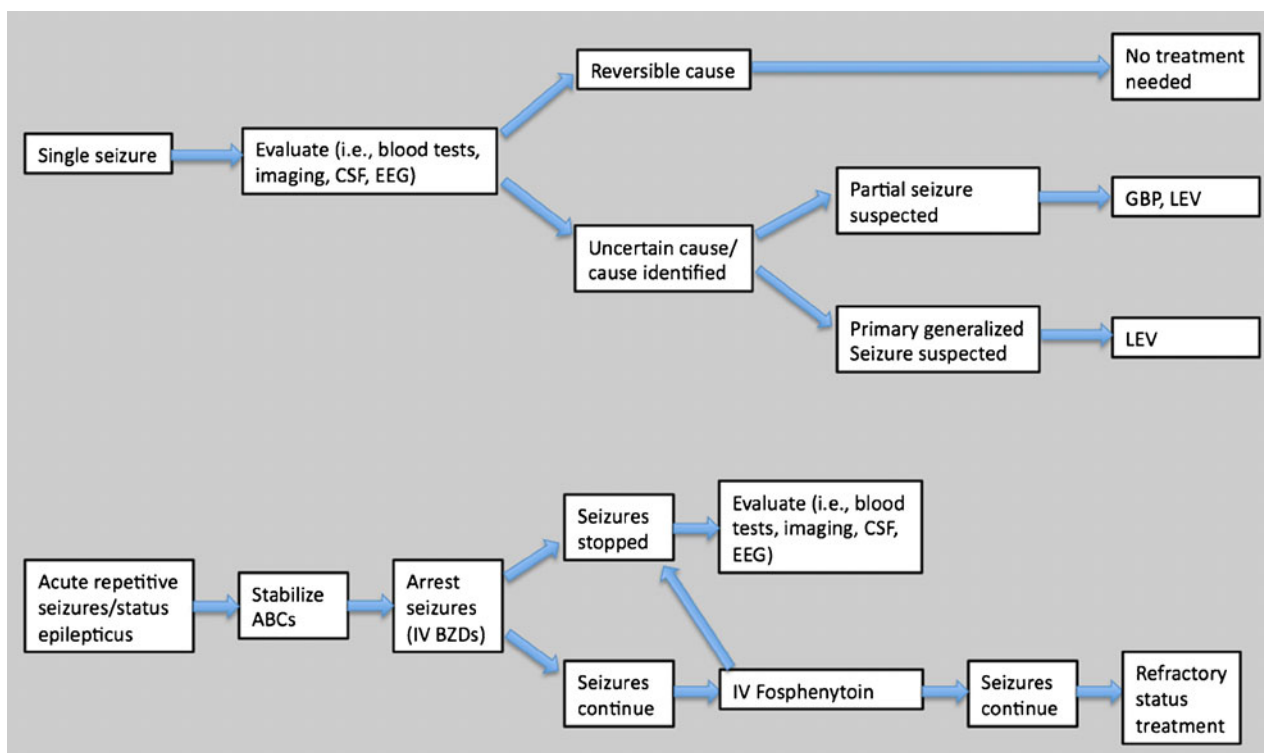 Reversible cause
No treatment
needed
Single seizure
Evaluate (i.e., blood tests,
imaging, CSF, EEG)
Partial seizure
suspected
GBP, LEV
Uncertain cause/
cause identified
Primary generalized
Seizure suspected
LEV
Seizures
stopped
Evaluate (i.e., blood
tests, imaging, CSF,
EEG)
Acute repetitive
seizures/status
epilepticus
Stabilize
ABCs
Arrest
seizures
(IV BZDs)
Seizures
continue
IV Fosphenytoin
Seizures
continue
Refractory
status
treatment